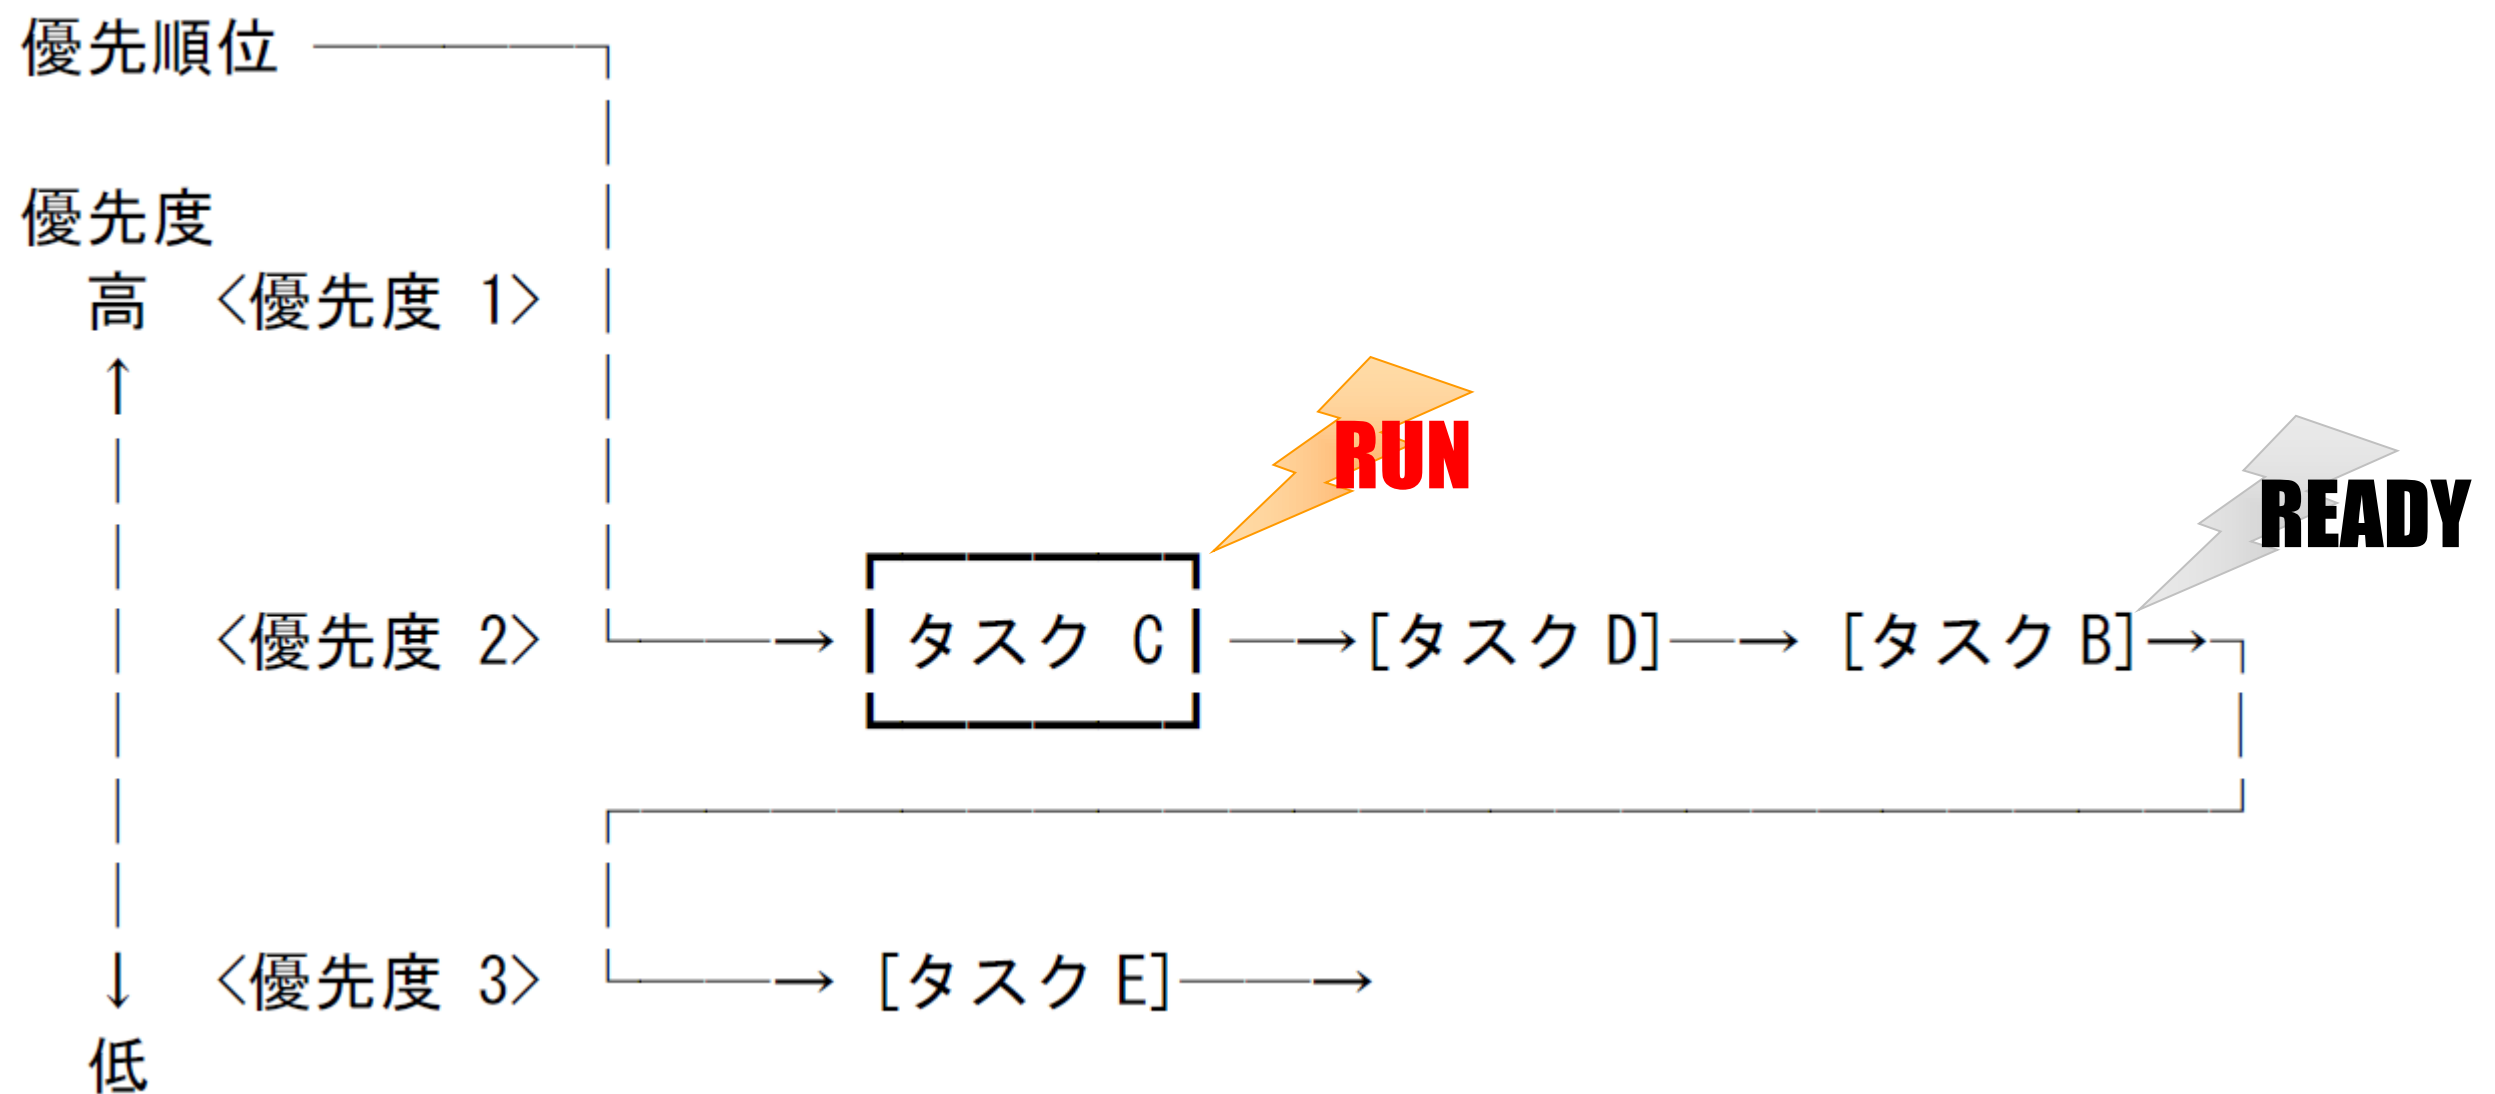 優先順位
優先度
高 <優先度 1>
RUN
READY
<優先度 2> タスク C [タスク D] [タスク B]
<優先度 3> [タスク E]
低